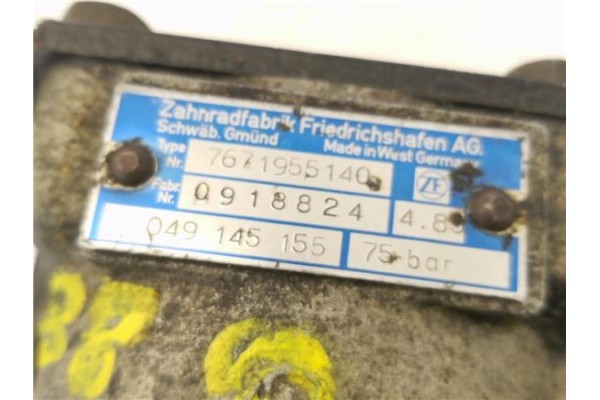 Zahnradfabrik Friedrichshafen AG.
Schwäb. Gmünd Made in West Germany
Type Nr. 7671955140
ZF
Fabr. Nr. 0918824
049 145 155 75 bar